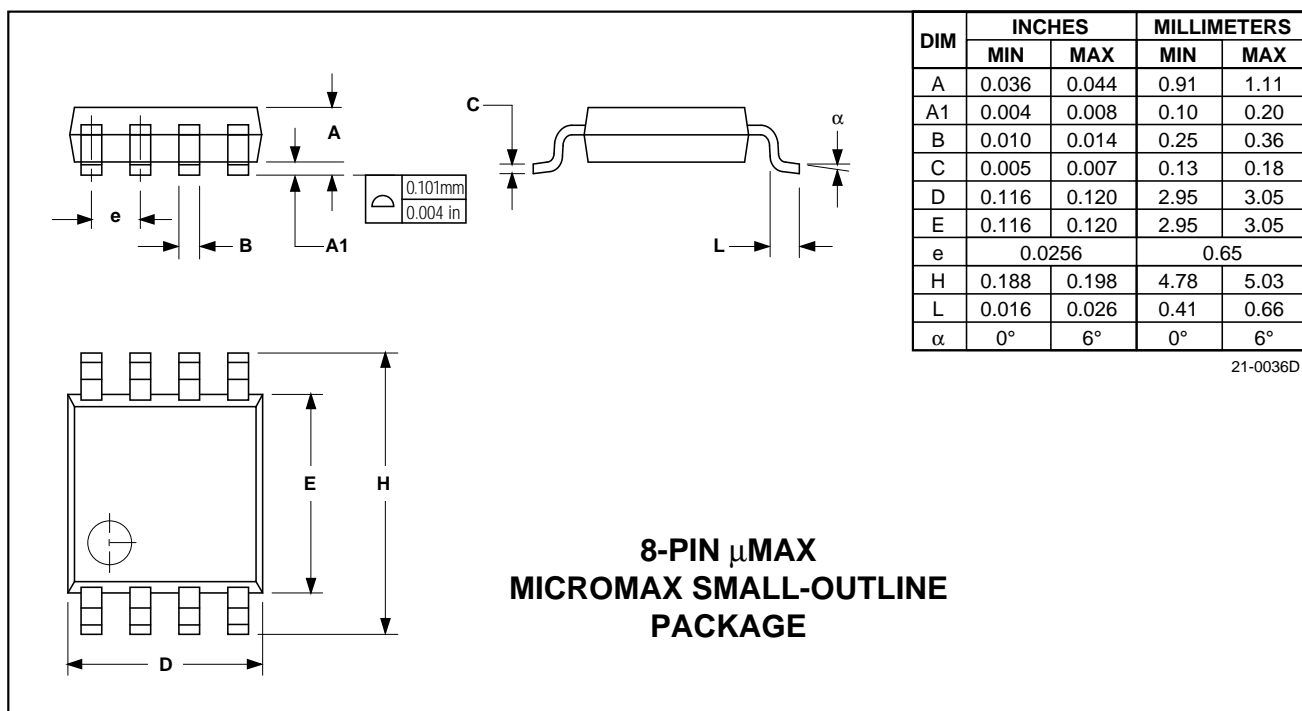 DIM INCHES MILLIMETERS
MIN MAX MIN MAX
A 0.036 0.044 0.91 1.11
A1 0.004 0.008 0.10 0.20
B 0.010 0.014 0.25 0.36
C 0.005 0.007 0.13 0.18
D 0.116 0.120 2.95 3.05
E 0.116 0.120 2.95 3.05
e 0.0256 0.65
H 0.188 0.198 4.78 5.03
L 0.016 0.026 0.41 0.66
α 0° 6° 0° 6°
21-0036D
A
C
α
0.101mm
0.004 in
e
B
A1
L
E
H
D
8-PIN µMAX
MICROMAX SMALL-OUTLINE
PACKAGE